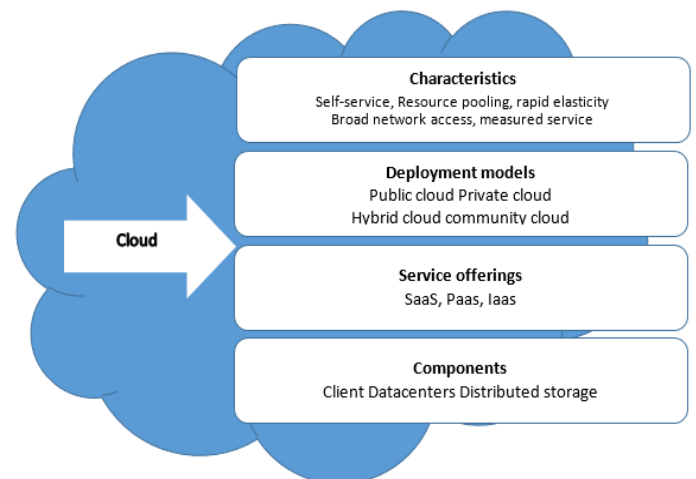 Characteristics
Self-service, Resource pooling, rapid elasticity
Broad network access, measured service
Deployment models
Public cloud Private cloud
Hybrid cloud community cloud
Cloud
Service offerings
SaaS, Paas, Iaas
Components
Client Datacenters Distributed storage